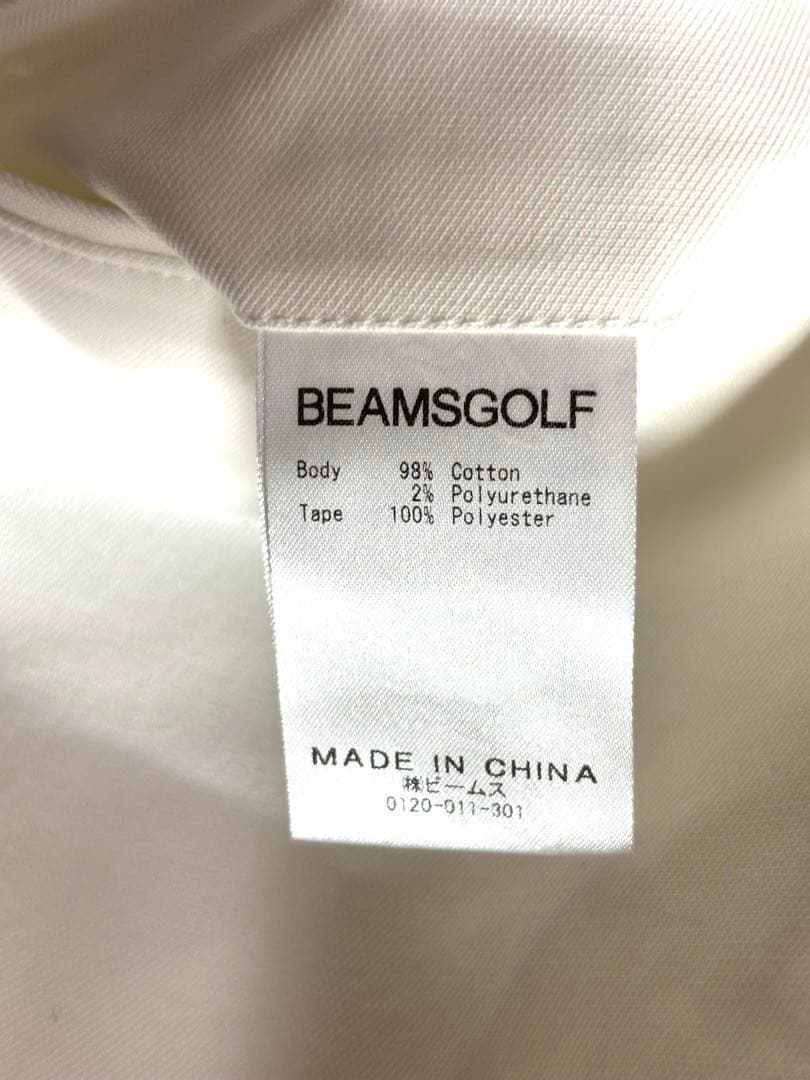 BEAMSGOLF
Body 98% Cotton
2% Polyurethane
Tape 100% Polyester
MADE IN CHINA
㈱ビームス
0120-011-301